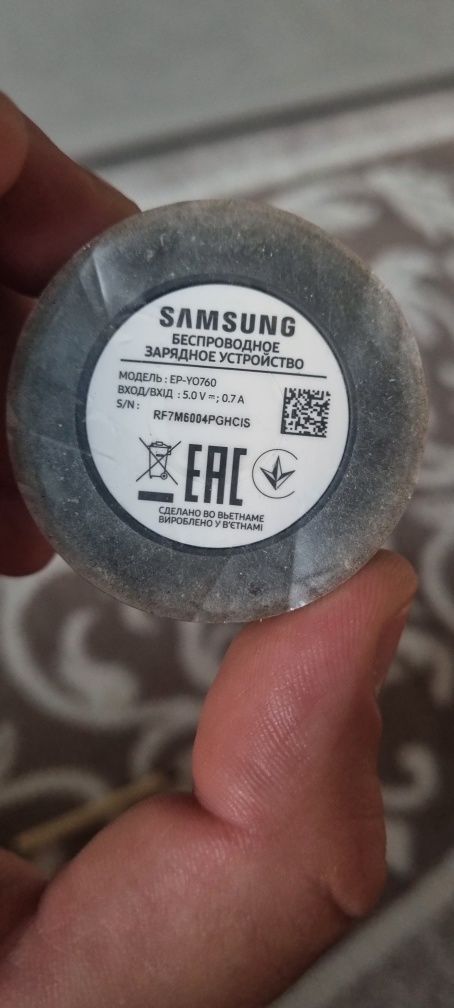 SAMSUNG
БЕСПРОВОДНОЕ
ЗАРЯДНОЕ УСТРОЙСТВО
МОДЕЛЬ : EP-YO760
ВХОД/ВХІД : 5.0 V ⎓; 0.7 A
S/N :
RF7M6004PGHCIS
EAC
СДЕЛАНО ВО ВЬЕТНАМЕ
ВИРОБЛЕНО У В'ЄТНАМІ